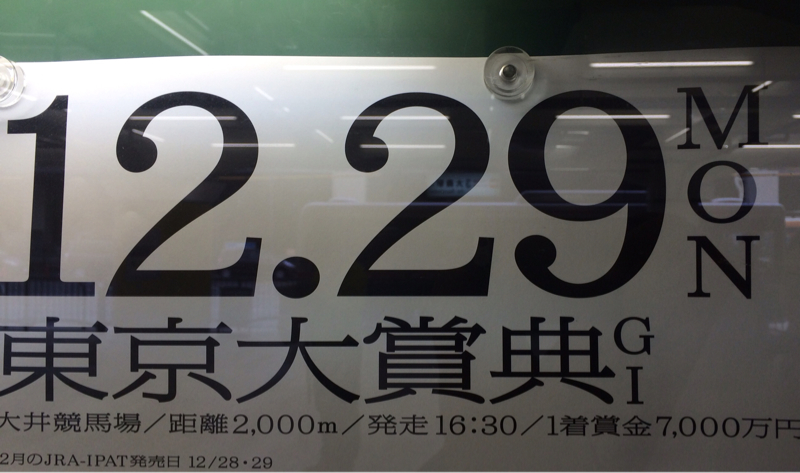 12.29 MON
東京大賞典 GI
大井競馬場／距離2,000m／発走16:30／1着賞金7,000万円
2月のJRA-IPAT発売日 12/28・29